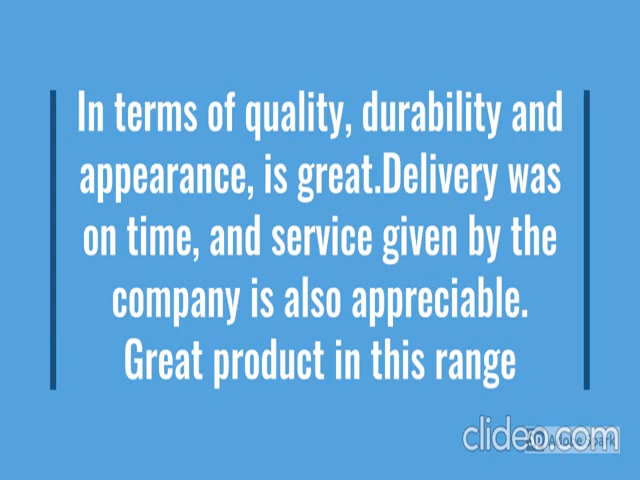 In terms of quality, durability and
appearance, is great.Delivery was
on time, and service given by the
company is also appreciable.
Great product in this range
clideo.com